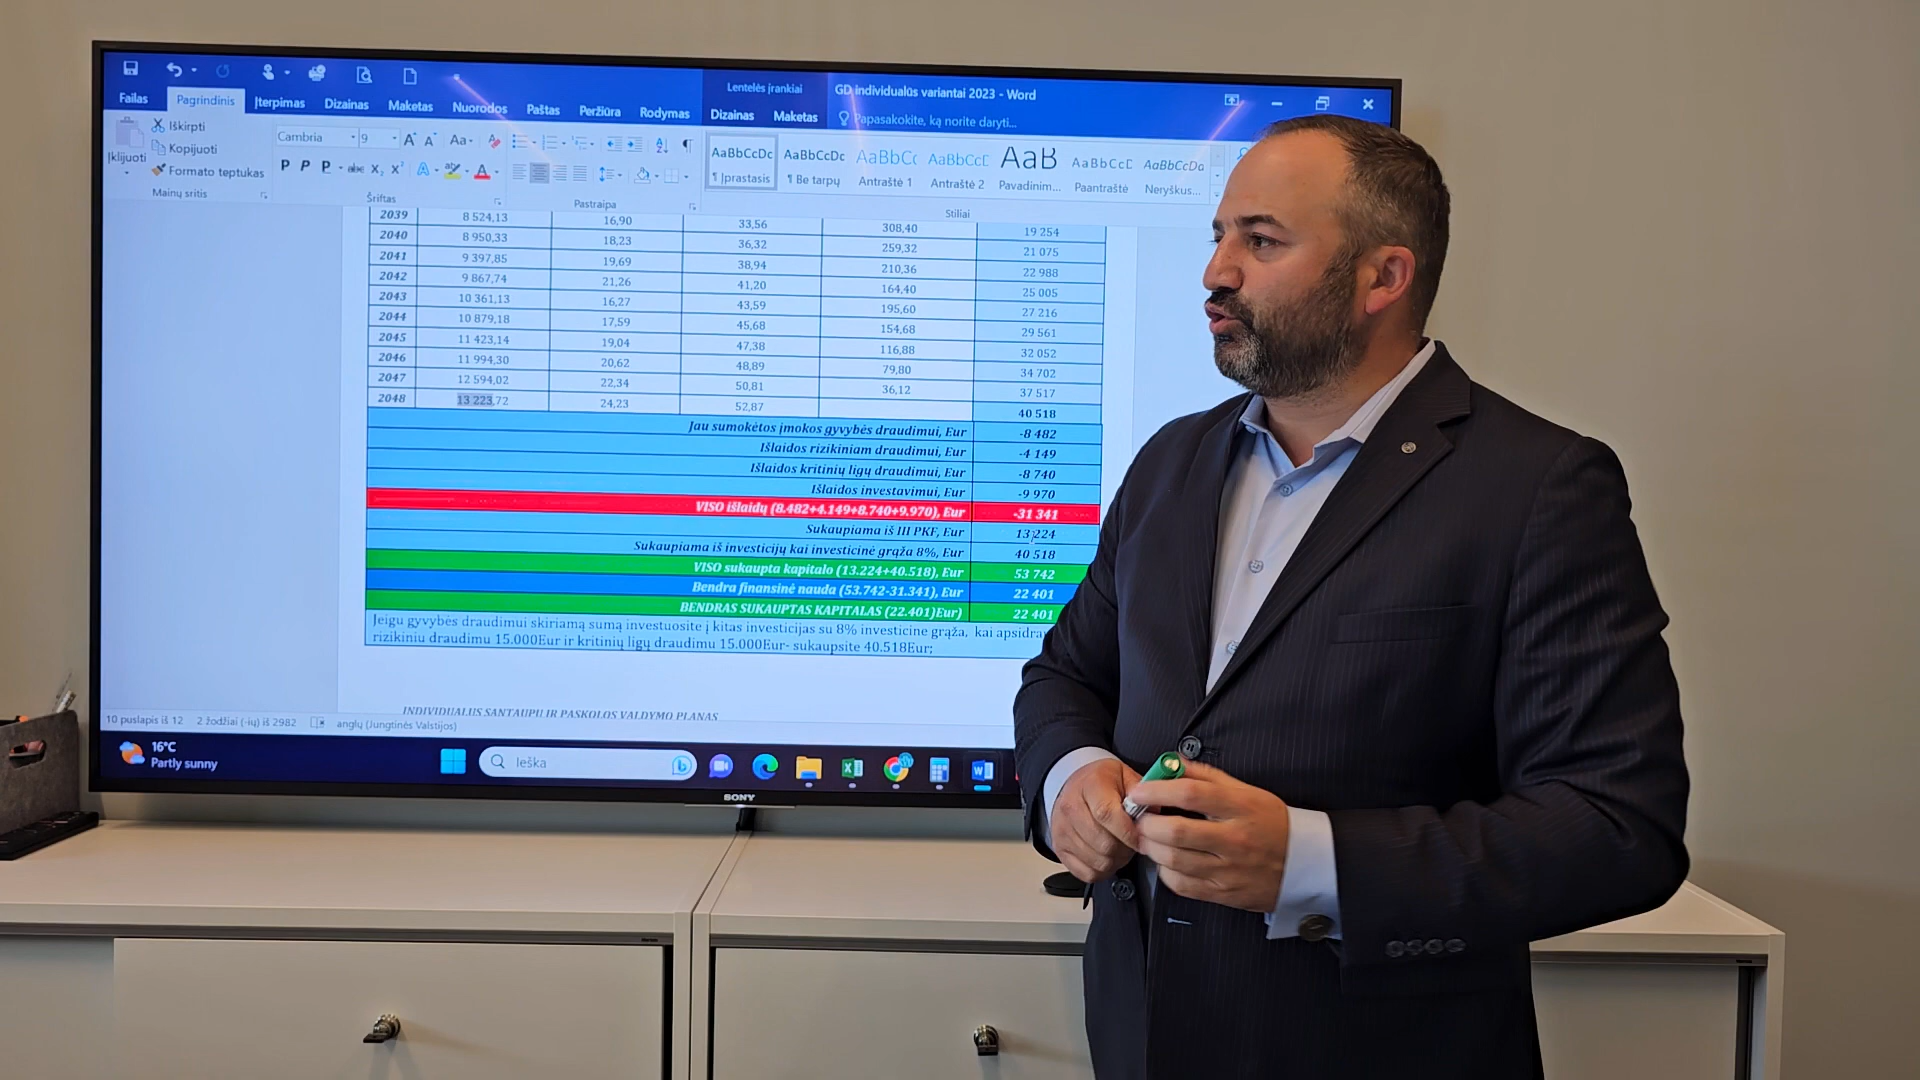 Lentelės įrankiai
GD individualūs variantai 2023 - Word
Failas Pagrindinis Įterpimas Dizainas Maketas Nuorodos Paštas Peržiūra Rodymas Dizainas Maketas Papasakokite, ką norite daryti...
Įklijuoti
Iškirpti
Kopijuoti
Formato teptukas
Mainų sritis
Cambria 9
Šriftas
Pastraipa
AaBbCcDc AaBbCcDc AaBbCc AaBbCcE AaB AaBbCcC AaBbCcDa
¶ Įprastasis ¶ Be tarpų Antraštė 1 Antraštė 2 Pavadinim... Paantraštė Neryškus...
Stiliai
2039 8 524,13 16,90 33,56 308,40 19 254
2040 8 950,33 18,23 36,32 259,32 21 075
2041 9 397,85 19,69 38,94 210,36 22 988
2042 9 867,74 21,26 41,20 164,40 25 005
2043 10 361,13 16,27 43,59 195,60 27 216
2044 10 879,18 17,59 45,68 154,68 29 561
2045 11 423,14 19,04 47,38 116,88 32 052
2046 11 994,30 20,62 48,89 79,80 34 702
2047 12 594,02 22,34 50,81 36,12 37 517
2048 13 223,72 24,23 52,87 40 518
Jau sumokėtos įmokos gyvybės draudimui, Eur -8 482
Išlaidos rizikiniam draudimui, Eur -4 149
Išlaidos kritinių ligų draudimui, Eur -8 740
Išlaidos investavimui, Eur -9 970
VISO išlaidų (8.482+4.149+8.740+9.970), Eur -31 341
Sukaupiama iš III PKF, Eur 13 224
Sukaupiama iš investicijų kai investicinė grąža 8%, Eur 40 518
VISO sukaupta kapitalo (13.224+40.518), Eur 53 742
Bendra finansinė nauda (53.742-31.341), Eur 22 401
BENDRAS SUKAUPTAS KAPITALAS (22.401)Eur) 22 401
Jeigu gyvybės draudimui skiriamą sumą investuosite į kitas investicijas su 8% investicine grąža, kai
rizikiniu draudimu 15.000Eur ir kritinių ligų draudimu 15.000Eur- sukaupsite 40.518Eur;
INDIVIDUALUS SANTAUPU IR PASKOLOS VALDYMO PLANAS
10 puslapis iš 12 2 žodžiai (-ių) iš 2982 anglų (Jungtinės Valstijos)
16°C
Partly sunny
Ieška
SONY